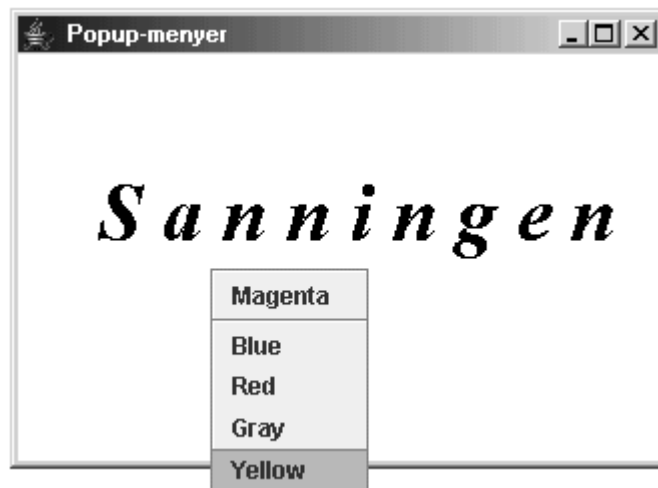 Popup-menyer
S a n n i n g e n
Magenta
Blue
Red
Gray
Yellow